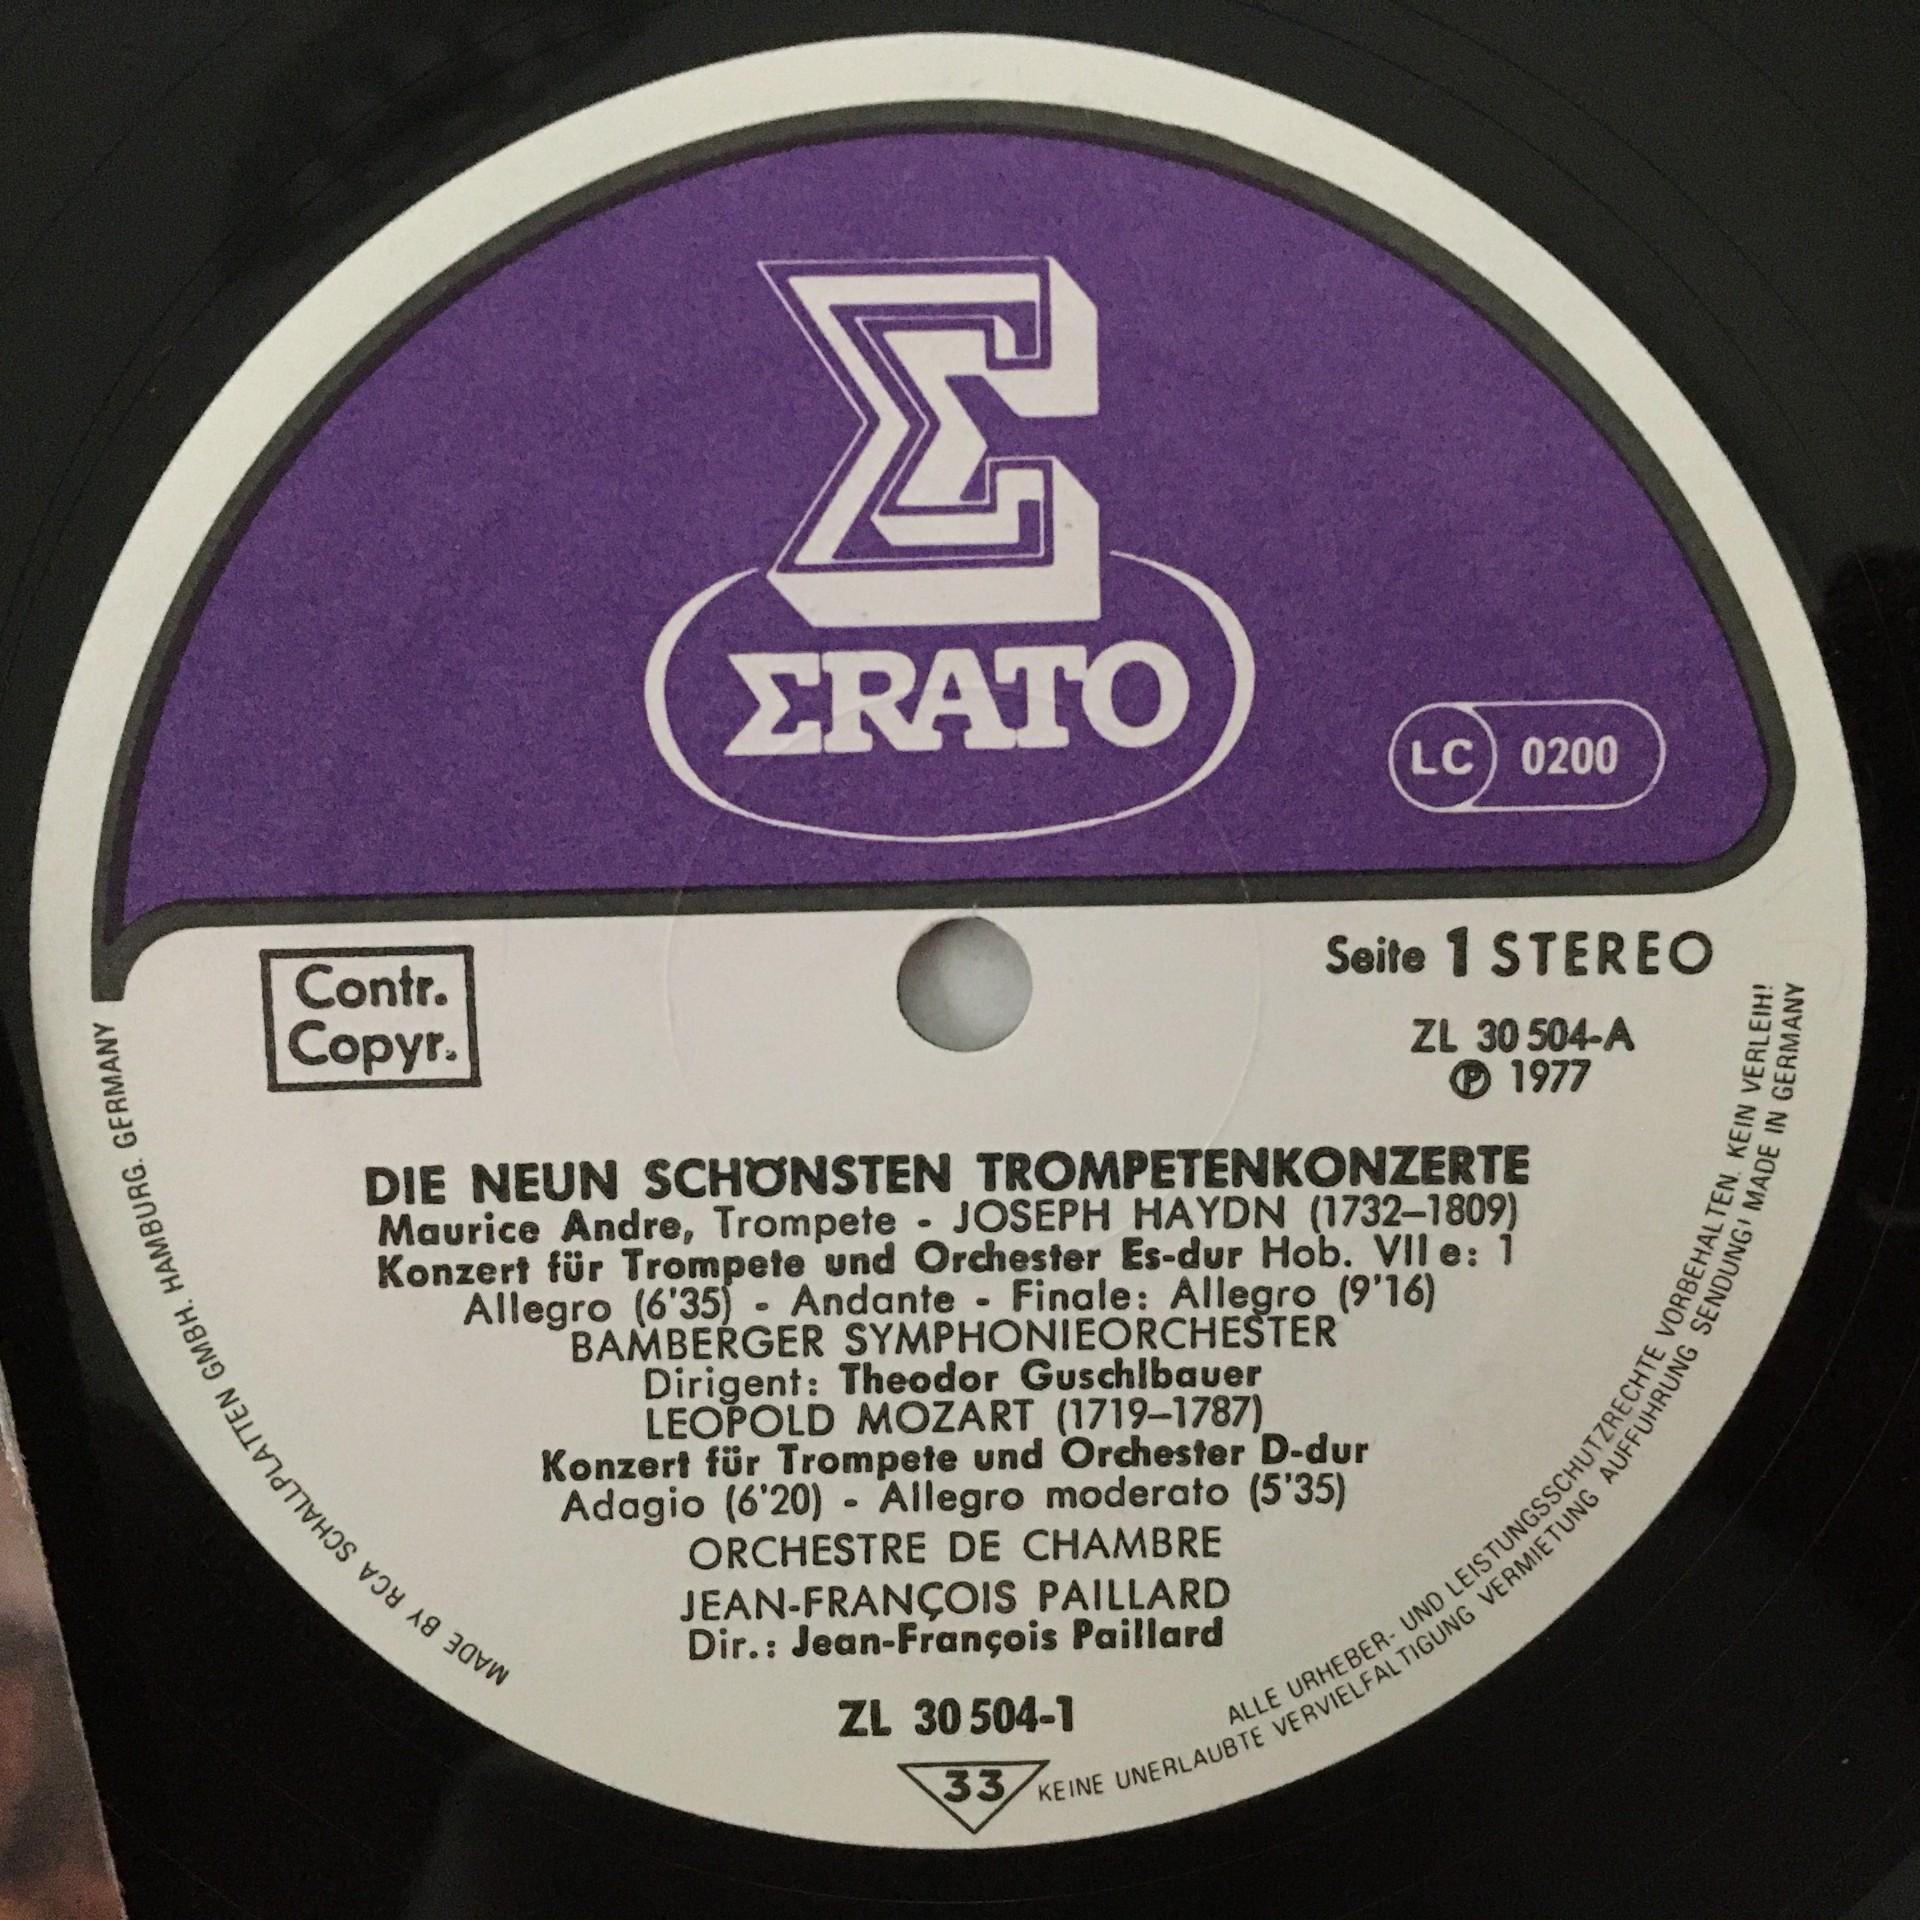 Σ
ΣRATO
LC 0200
Contr.
Copyr.
Seite 1 STEREO
ZL 30 504-A
℗ 1977
DIE NEUN SCHÖNSTEN TROMPETENKONZERTE
Maurice Andre, Trompete - JOSEPH HAYDN (1732–1809)
Konzert für Trompete und Orchester Es-dur Hob. VII e: 1
Allegro (6'35) - Andante - Finale: Allegro (9'16)
BAMBERGER SYMPHONIEORCHESTER
Dirigent: Theodor Guschlbauer
LEOPOLD MOZART (1719–1787)
Konzert für Trompete und Orchester D-dur
Adagio (6'20) - Allegro moderato (5'35)
ORCHESTRE DE CHAMBRE
JEAN-FRANÇOIS PAILLARD
Dir.: Jean-François Paillard
ZL 30 504-1
33
MADE BY RCA SCHALLPLATTEN GMBH. HAMBURG. GERMANY
ALLE URHEBER- UND LEISTUNGSSCHUTZRECHTE VORBEHALTEN. KEIN VERLEIH!
KEINE UNERLAUBTE VERVIELFALTIGUNG VERMIETUNG AUFFUHRUNG SENDUNG! MADE IN GERMANY